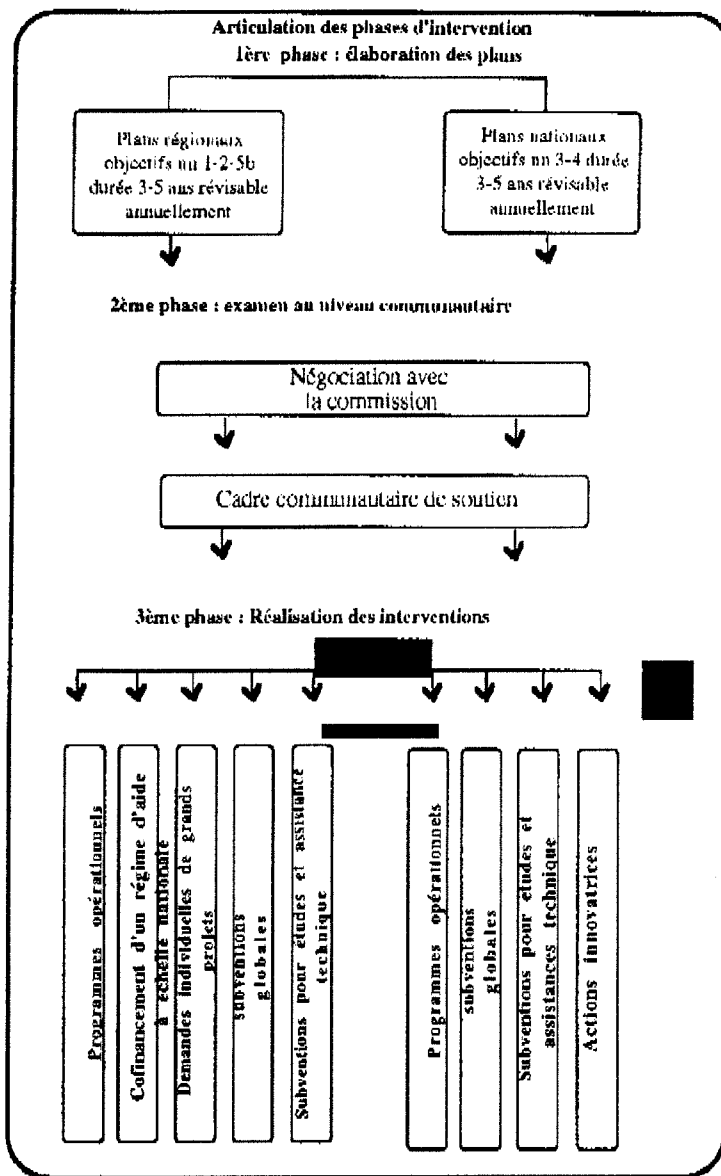 Articulation des phases d'intervention
1ère phase : élaboration des plans
Plans régionaux
objectifs nn 1-2-5b
durée 3-5 ans révisable
annuellement
Plans nationaux
objectifs nn 3-4 durée
3-5 ans révisable
annuellement
2ème phase : examen au niveau communautaire
Négociation avec
la commission
Cadre communautaire de soutien
3ème phase : Réalisation des interventions
Programmes opérationnels
Cofinancement d'un régime d'aide
à échelle nationale
Demandes individuelles de grands
projets
subventions
globales
Subventions pour études et assistance
technique
Programmes opérationnels
subventions
globales
Subventions pour études et
assistances technique
Actions innovatrices